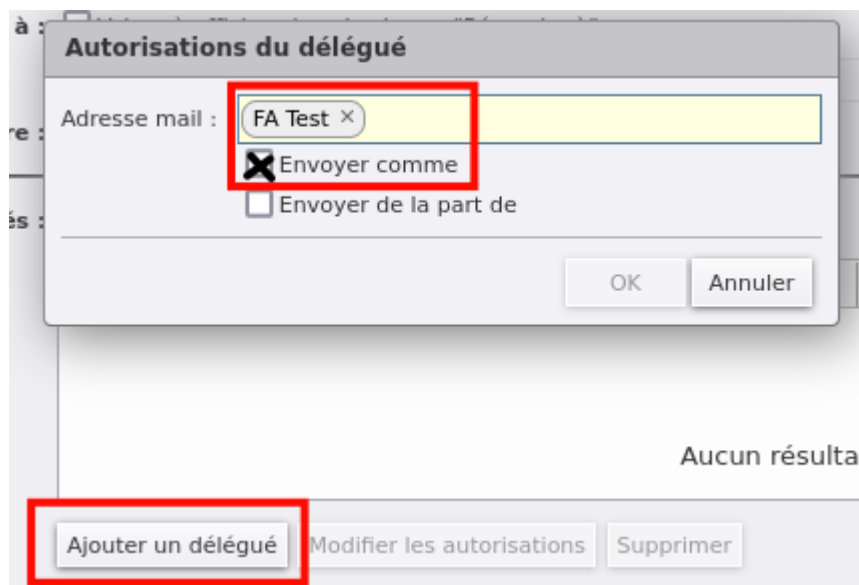 à :
Autorisations du délégué
Adresse mail : FA Test ×
re :
Envoyer comme
Envoyer de la part de
és :
OK Annuler
Aucun résulta
Ajouter un délégué Modifier les autorisations Supprimer